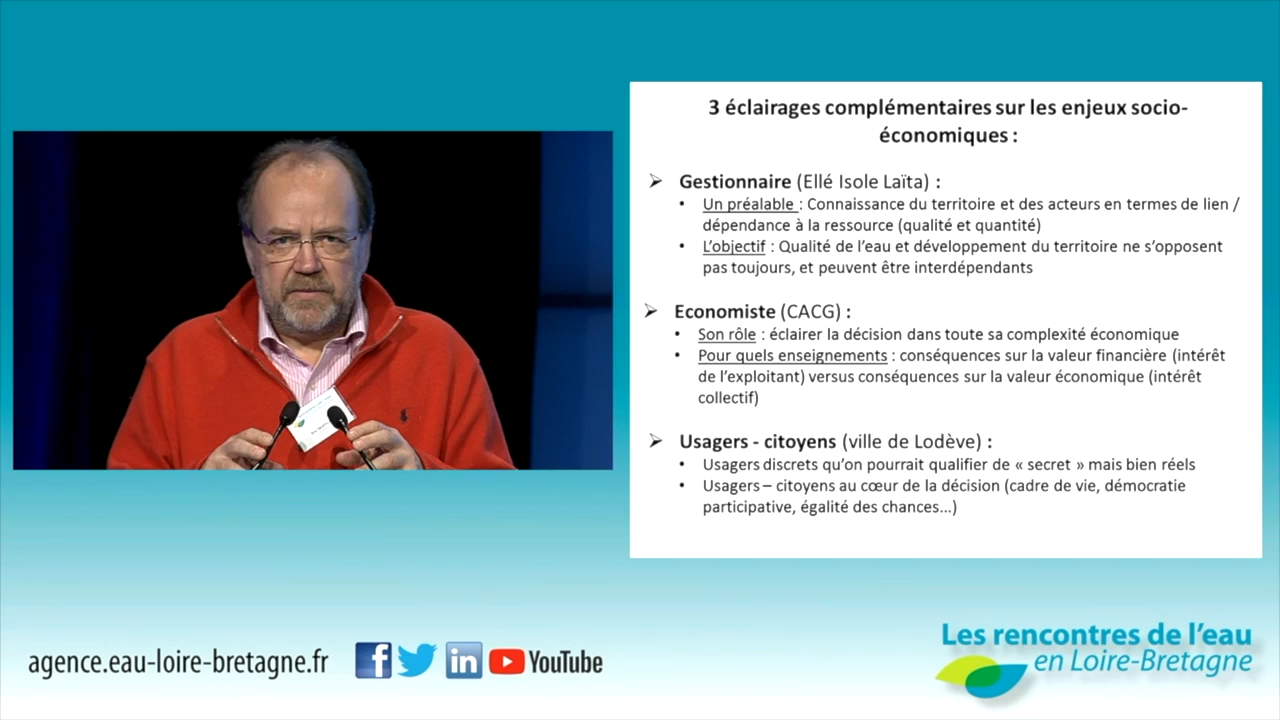 3 éclairages complémentaires sur les enjeux socio-
économiques :
➢ Gestionnaire (Ellé Isole Laïta) :
• Un préalable : Connaissance du territoire et des acteurs en termes de lien /
dépendance à la ressource (qualité et quantité)
• L'objectif : Qualité de l'eau et développement du territoire ne s'opposent
pas toujours, et peuvent être interdépendants
➢ Economiste (CACG) :
• Son rôle : éclairer la décision dans toute sa complexité économique
• Pour quels enseignements : conséquences sur la valeur financière (intérêt
de l'exploitant) versus conséquences sur la valeur économique (intérêt
collectif)
➢ Usagers - citoyens (ville de Lodève) :
• Usagers discrets qu'on pourrait qualifier de « secret » mais bien réels
• Usagers – citoyens au cœur de la décision (cadre de vie, démocratie
participative, égalité des chances...)
agence.eau-loire-bretagne.fr
YouTube
Les rencontres de l'eau
en Loire-Bretagne